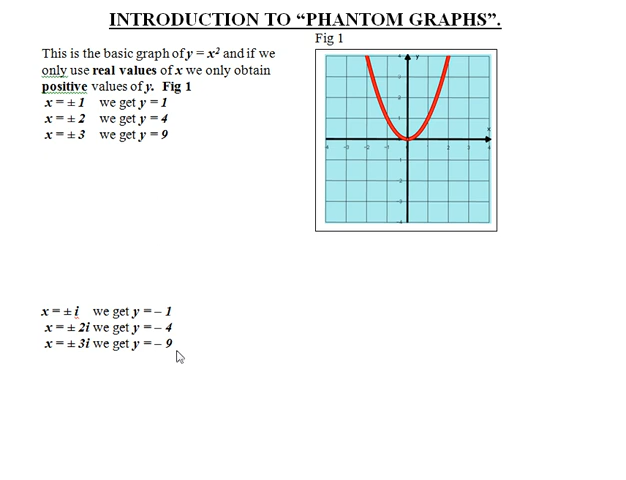 INTRODUCTION TO “PHANTOM GRAPHS”.
Fig 1
This is the basic graph of y = x² and if we
only use real values of x we only obtain
positive values of y. Fig 1
x = ± 1 we get y = 1
x = ± 2 we get y = 4
x = ± 3 we get y = 9
x = ± i we get y = – 1
x = ± 2i we get y = – 4
x = ± 3i we get y = – 9